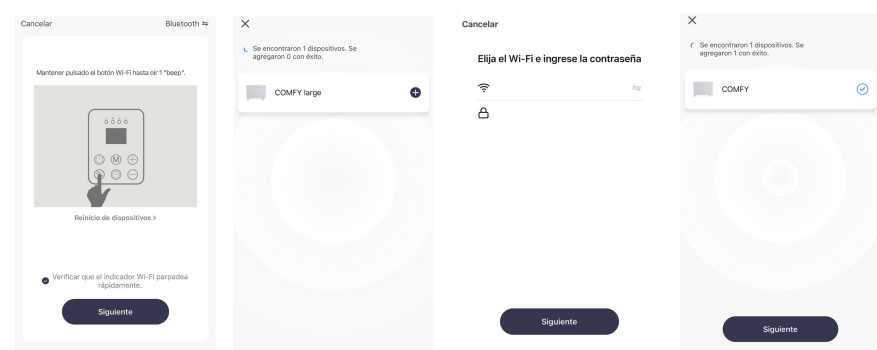 Cancelar
Bluetooth ⇋
Mantener pulsado el botón Wi-Fi hasta oir 1 "beep".
M
Reinicio de dispositivos >
Verificar que el indicador Wi-Fi parpadea
rápidamente.
Siguiente
Se encontraron 1 dispositivos. Se
agregaron 0 con éxito.
COMFY large
Cancelar
Elija el Wi-Fi e ingrese la contraseña
Siguiente
Se encontraron 1 dispositivos. Se
agregaron 1 con éxito.
COMFY
Siguiente